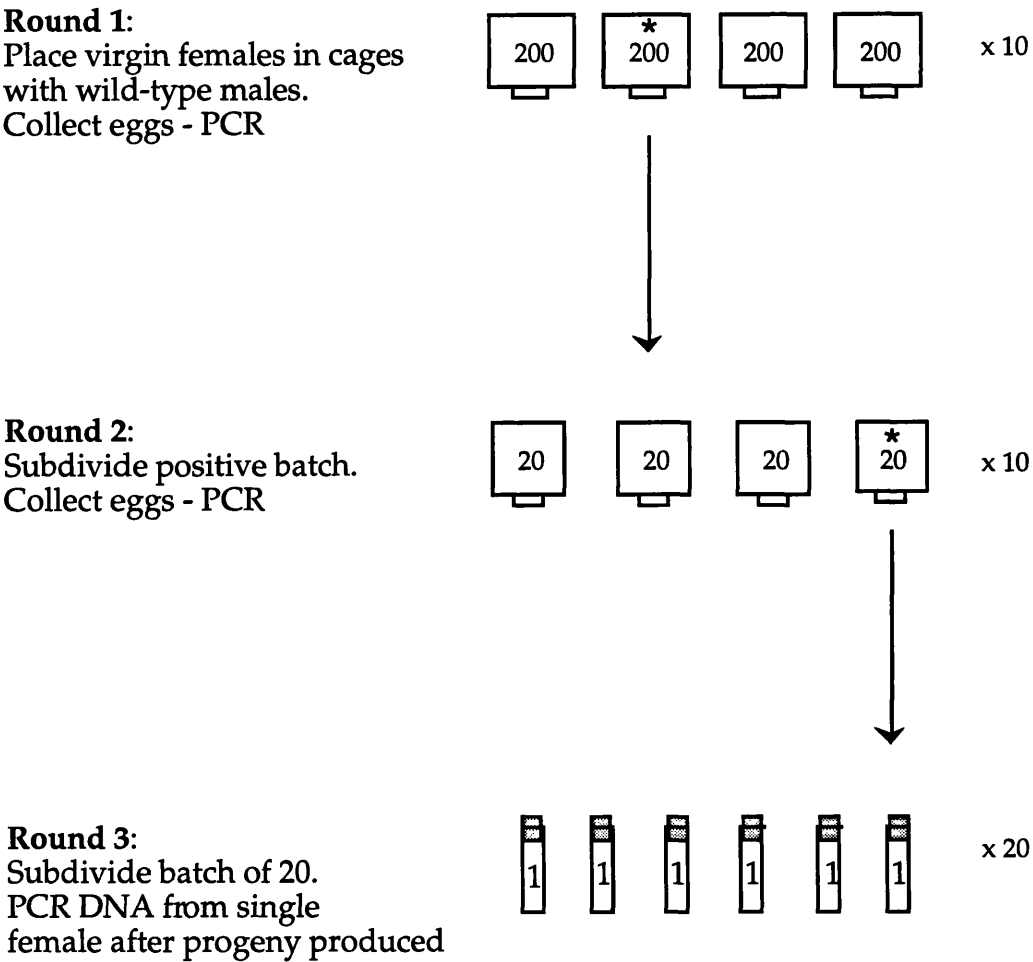 Round 1:
Place virgin females in cages
with wild-type males.
Collect eggs - PCR
* 
200 200 200 200 x 10
Round 2:
Subdivide positive batch.
Collect eggs - PCR
*
20 20 20 20 x 10
Round 3:
Subdivide batch of 20.
PCR DNA from single
female after progeny produced
1 1 1 1 1 1 x 20